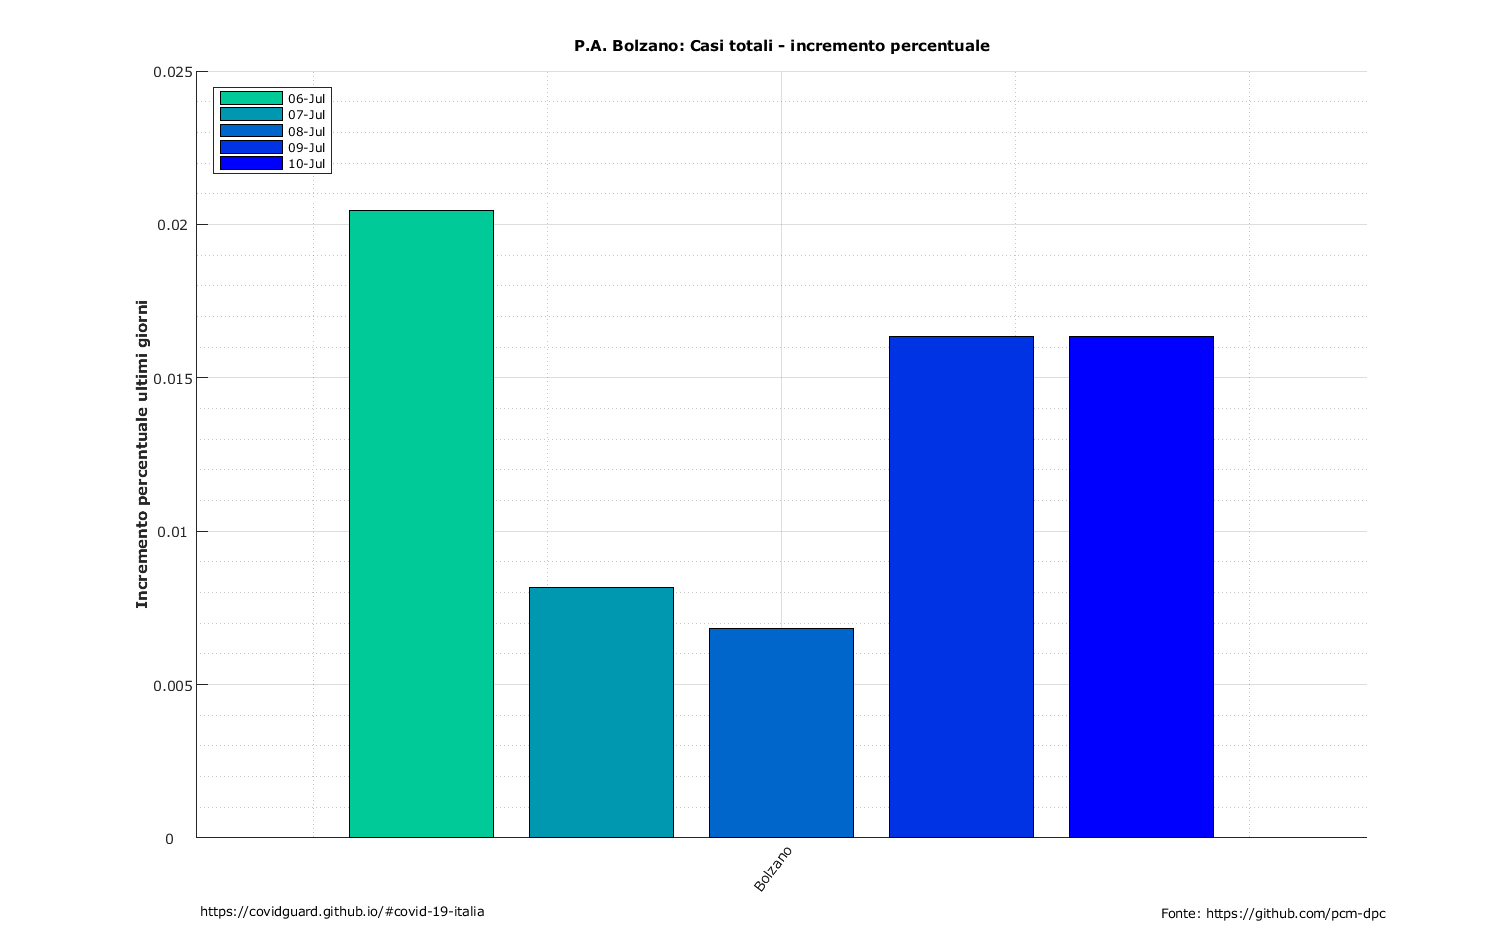 P.A. Bolzano: Casi totali - incremento percentuale
0.025
0.02
0.015
0.01
0.005
0
Incremento percentuale ultimi giorni
06-Jul
07-Jul
08-Jul
09-Jul
10-Jul
Bolzano
https://covidguard.github.io/#covid-19-italia
Fonte: https://github.com/pcm-dpc